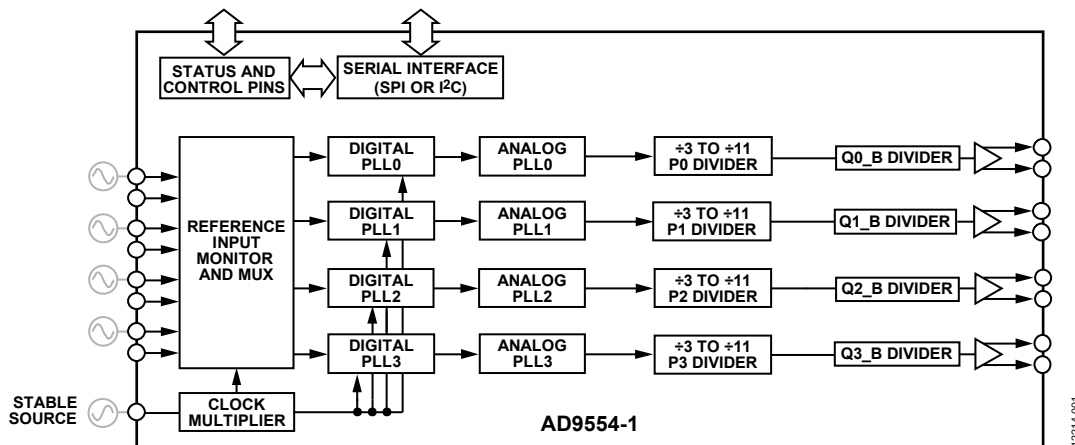 STATUS AND
CONTROL PINS
SERIAL INTERFACE
(SPI OR I²C)
REFERENCE
INPUT
MONITOR
AND MUX
DIGITAL
PLL0
ANALOG
PLL0
÷3 TO ÷11
P0 DIVIDER
Q0_B DIVIDER
DIGITAL
PLL1
ANALOG
PLL1
÷3 TO ÷11
P1 DIVIDER
Q1_B DIVIDER
DIGITAL
PLL2
ANALOG
PLL2
÷3 TO ÷11
P2 DIVIDER
Q2_B DIVIDER
DIGITAL
PLL3
ANALOG
PLL3
÷3 TO ÷11
P3 DIVIDER
Q3_B DIVIDER
STABLE
SOURCE
CLOCK
MULTIPLIER
AD9554-1